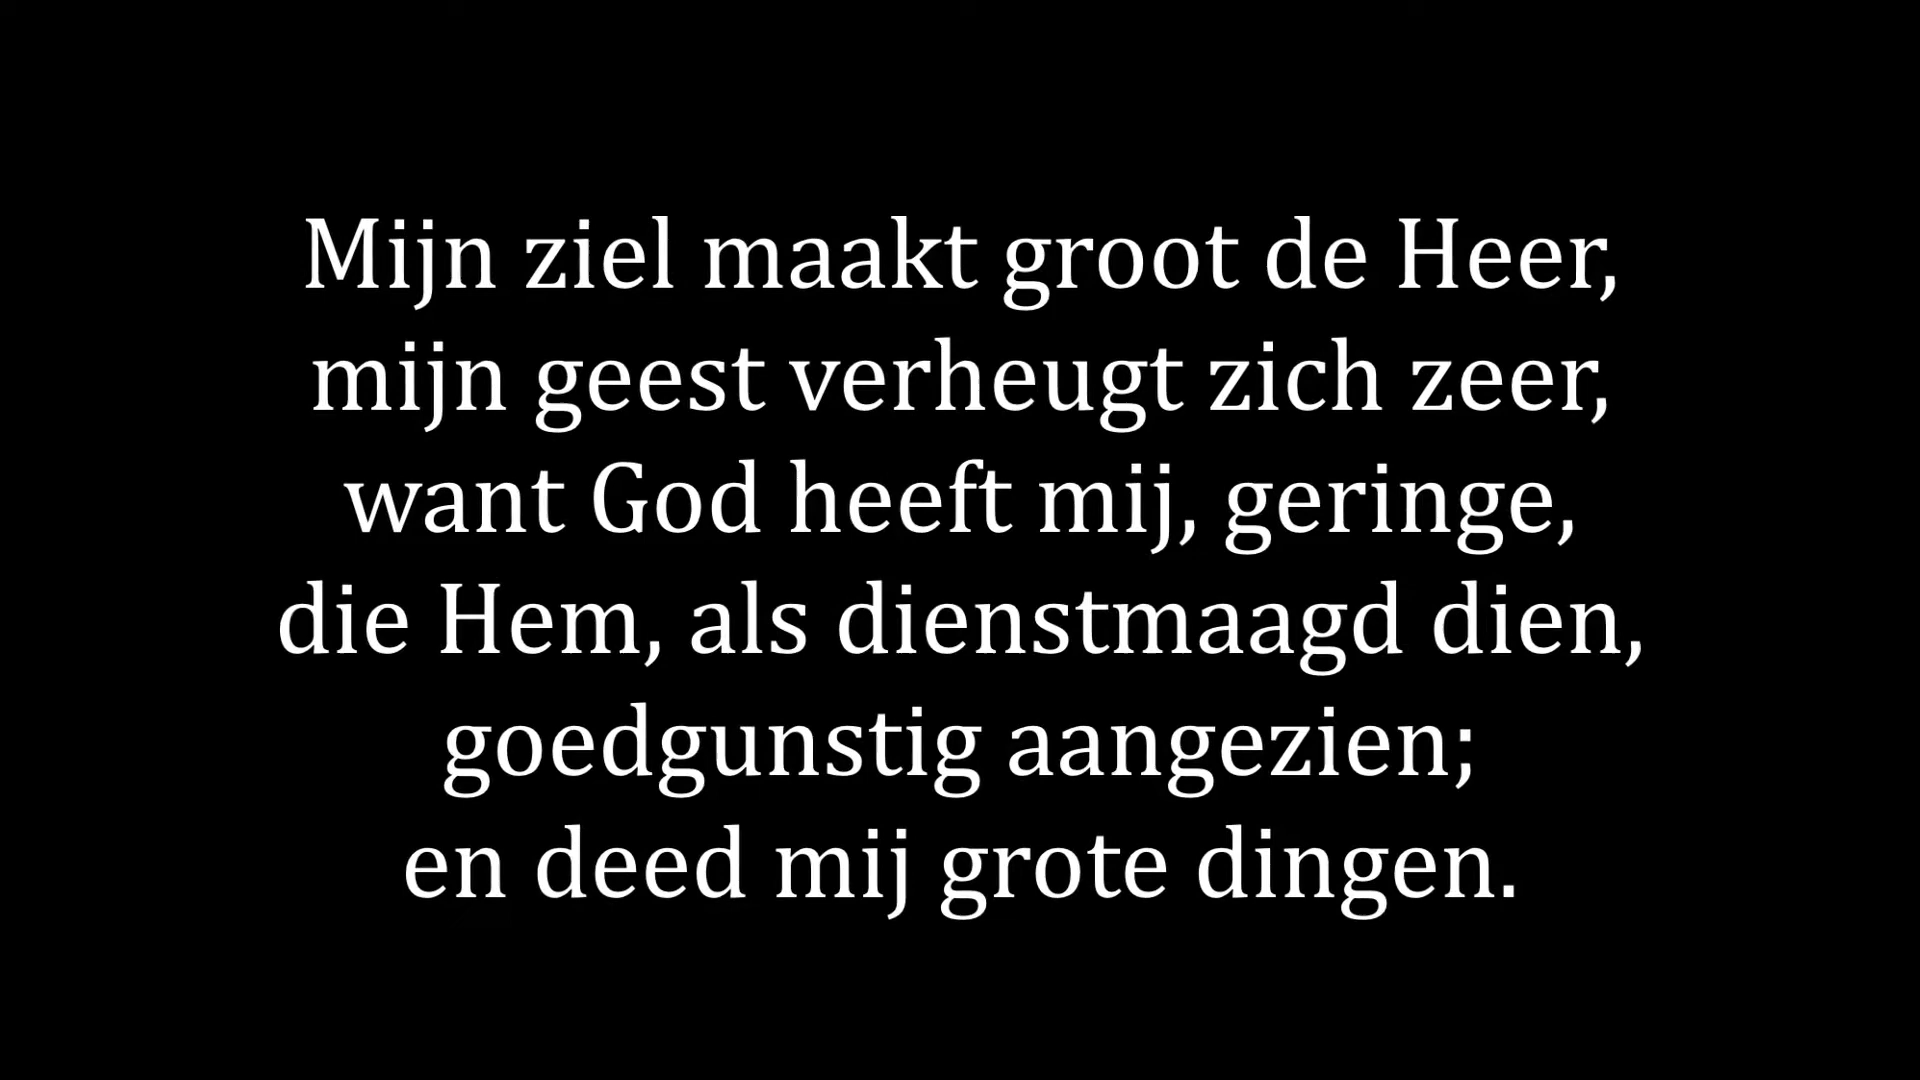 Mijn ziel maakt groot de Heer,
mijn geest verheugt zich zeer,
want God heeft mij, geringe,
die Hem, als dienstmaagd dien,
goedgunstig aangezien;
en deed mij grote dingen.